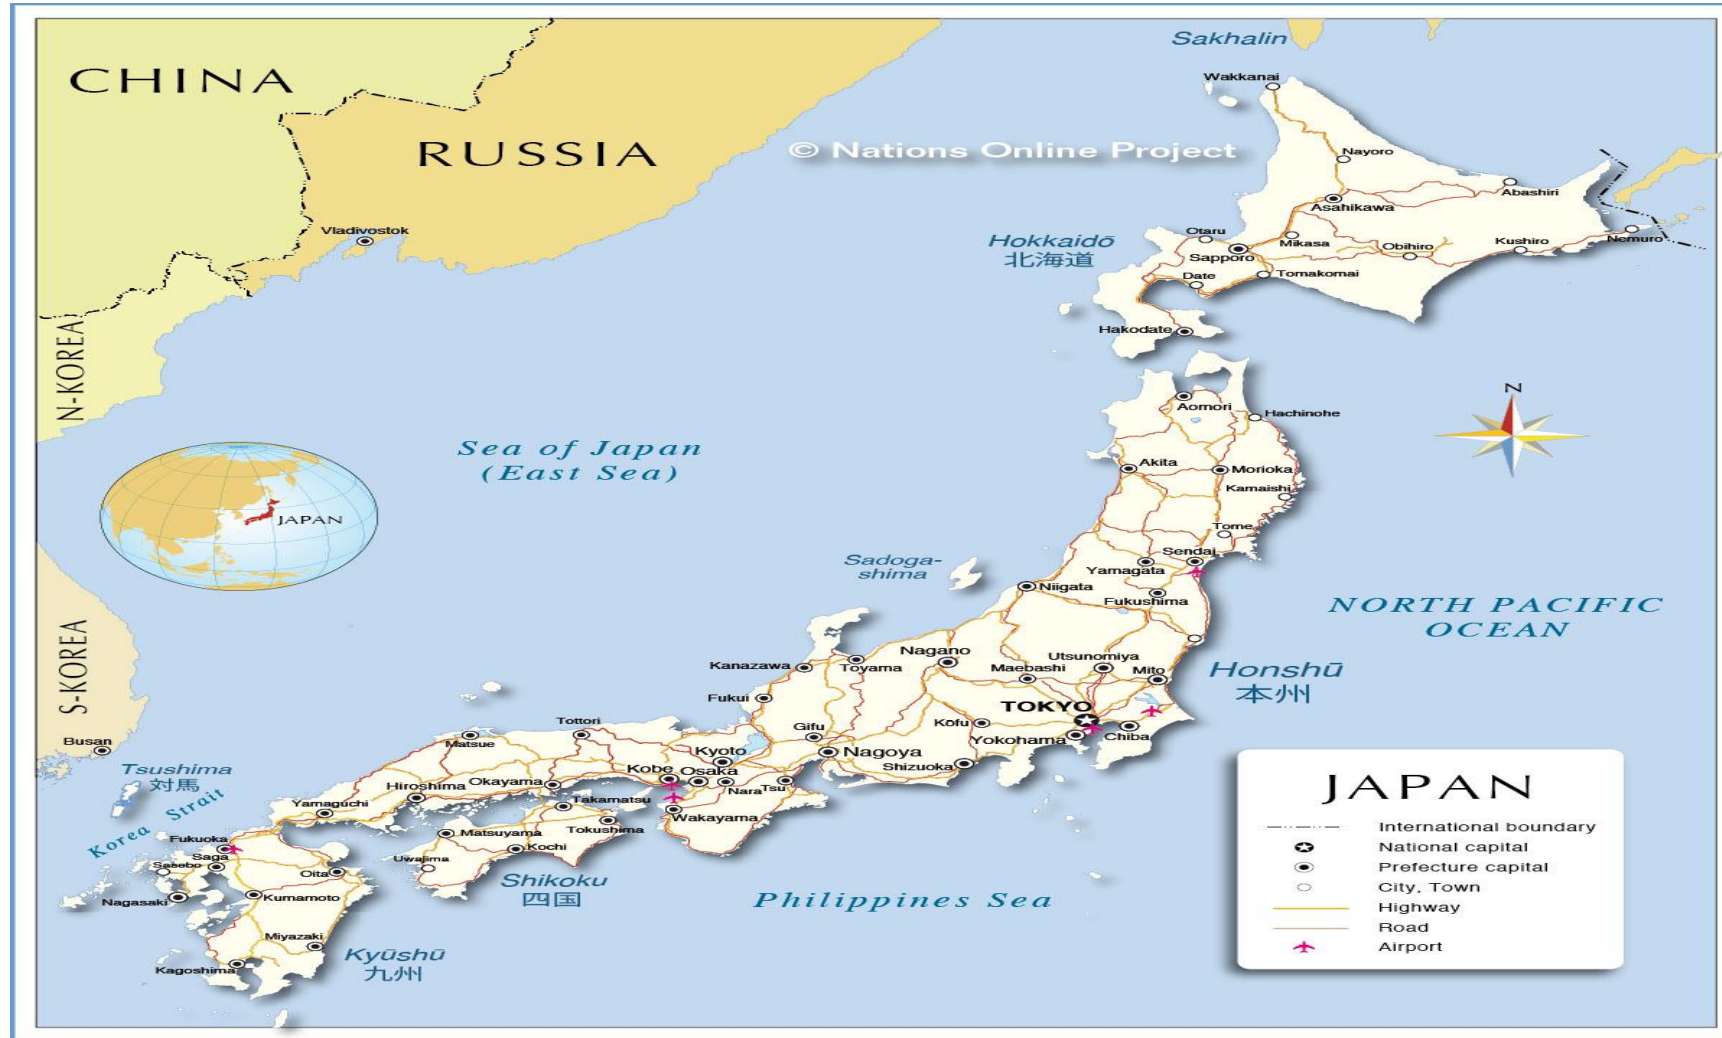 Sakhalin
CHINA
Wakkanai
RUSSIA
© Nations Online Project
Nayoro
Abashiri
Asahikawa
Vladivostok
Hokkaidō
北海道
Otaru
Mikasa
Obihiro
Kushiro
Nemuro
Sapporo
Date
Tomakomai
Hakodate
N-KOREA
N
Aomori
Hachinohe
Sea of Japan
(East Sea)
Akita
Morioka
Kamaishi
JAPAN
Tome
Sendai
Sadoga-
shima
Yamagata
Niigata
Fukushima
NORTH PACIFIC
OCEAN
S-KOREA
Nagano
Utsunomiya
Kanazawa
Toyama
Maebashi
Mito
Honshū
本州
Fukui
TOKYO
Tottori
Gifu
Kōfu
Matsue
Kyoto
Nagoya
Yokohama
Chiba
Busan
Shizuoka
Tsushima
対馬
Kobe
Osaka
Hiroshima
Okayama
Nara
Tsu
Korea Strait
Yamaguchi
Takamatsu
Wakayama
Fukuoka
Matsuyama
Tokushima
Saga
Kochi
Sasebo
Uwajima
Oita
Shikoku
四国
Nagasaki
Kumamoto
Philippines Sea
Miyazaki
Kyūshū
九州
Kagoshima
JAPAN
International boundary
National capital
Prefecture capital
City, Town
Highway
Road
Airport